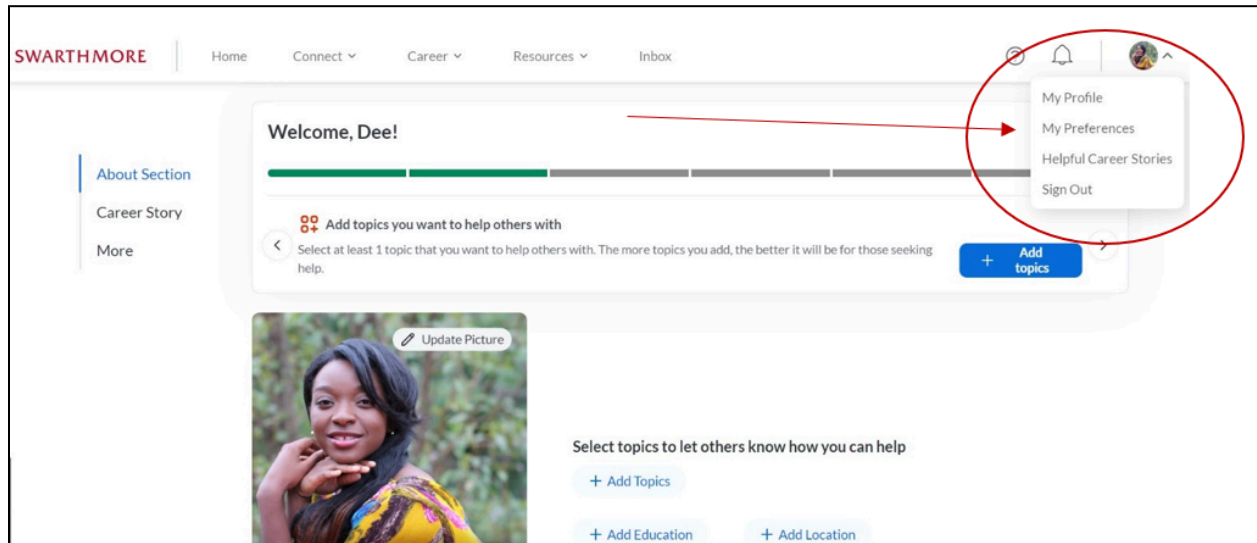 SWARTHMORE
Home
Connect
Career
Resources
Inbox
My Profile
My Preferences
Helpful Career Stories
Sign Out
Welcome, Dee!
About Section
Career Story
More
Add topics you want to help others with
Select at least 1 topic that you want to help others with. The more topics you add, the better it will be for those seeking
help.
+ Add
topics
Update Picture
Select topics to let others know how you can help
+ Add Topics
+ Add Education
+ Add Location